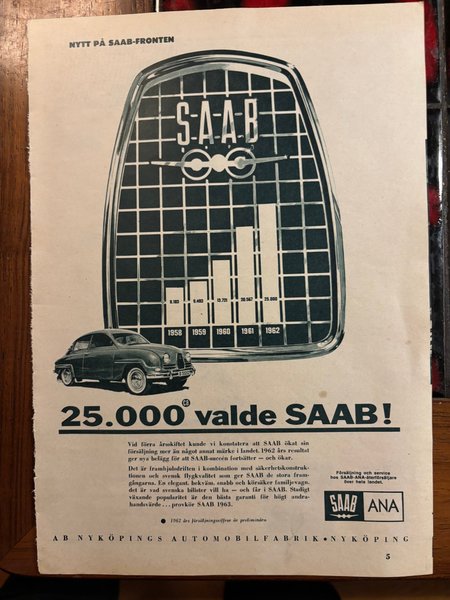 NYTT PÅ SAAB-FRONTEN
SAAB
25.000
1958 1959 1960 1961 1962
25.000 valde SAAB!
Vid förra årsskiftet kunde vi konstatera att SAAB ökat sin
försäljning mer än något annat märke i landet. 1962 års resultat
ger nya belägg för att SAAB-succén fortsätter — och ökar.
Det är framhjulsdriften i kombination med säkerhetskonstruk-
tionen och svensk flygkvalitet som ger SAAB de stora fram-
gångarna. En elegant, bekväm, snabb och körsäker familjevagn,
det är vad svenska bilister vill ha — och får i SAAB. Stadigt
växande popularitet är den bästa garanti för högt andra-
handsvärde... provkör SAAB 1963.
● 1962 års försäljningssiffror är preliminära
Försäljning och service
hos SAAB-ANA-återförsäljare
över hela landet.
SAAB ANA
AB NYKÖPINGS AUTOMOBILFABRIK • NYKÖPING
5